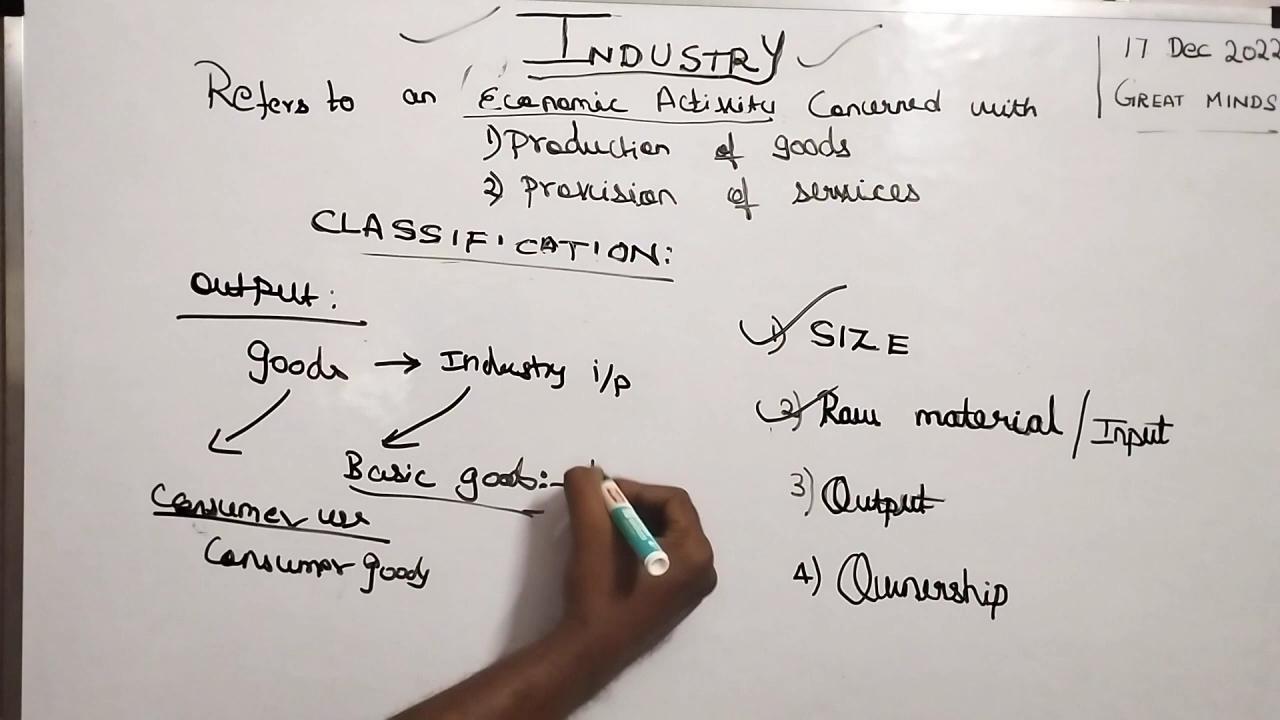 INDUSTRY
17 Dec 2022
GREAT MINDS
Refers to an Economic Activity Concerned with
1) production of goods
2) provision of services
CLASSIFICATION:
Output:
goods → Industry i/p
Basic goods:-
Consumer use
Consumer goods
1) SIZE
2) Raw material/Input
3) Output
4) Ownership